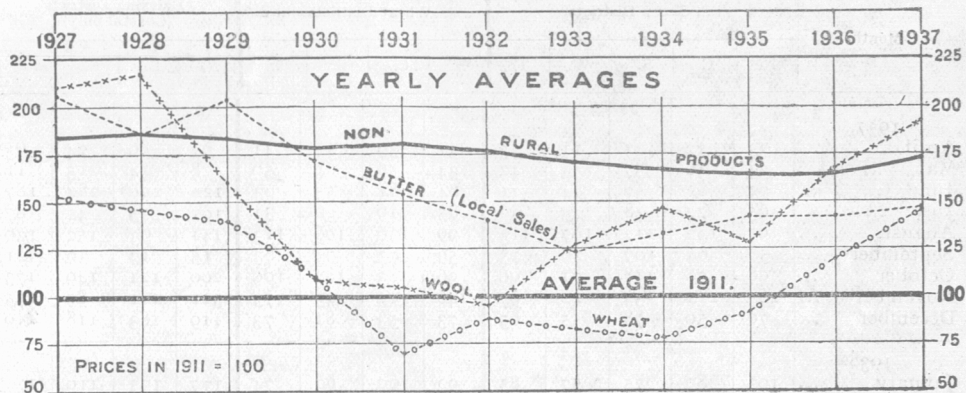 1927 1928 1929 1930 1931 1932 1933 1934 1935 1936 1937
225 YEARLY AVERAGES 225
200 200
NON- RURAL PRODUCTS
175 175
BUTTER (Local Sales)
150 150
125 125
WOOL AVERAGE 1911.
100 100
WHEAT
75 75
PRICES IN 1911 = 100
50 50